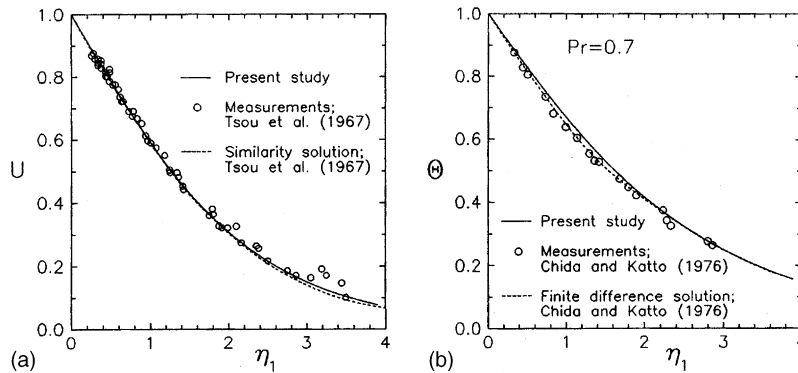 1.0
0.8
0.6
0.4
0.2
0.0
U
Present study
Measurements;
Tsou et al. (1967)
Similarity solution;
Tsou et al. (1967)
0 1 2 3 4
(a)
η1
1.0
0.8
0.6
0.4
0.2
0.0
Θ
Pr=0.7
Present study
Measurements;
Chida and Katto (1976)
Finite difference solution;
Chida and Katto (1976)
0 1 2 3
(b)
η1